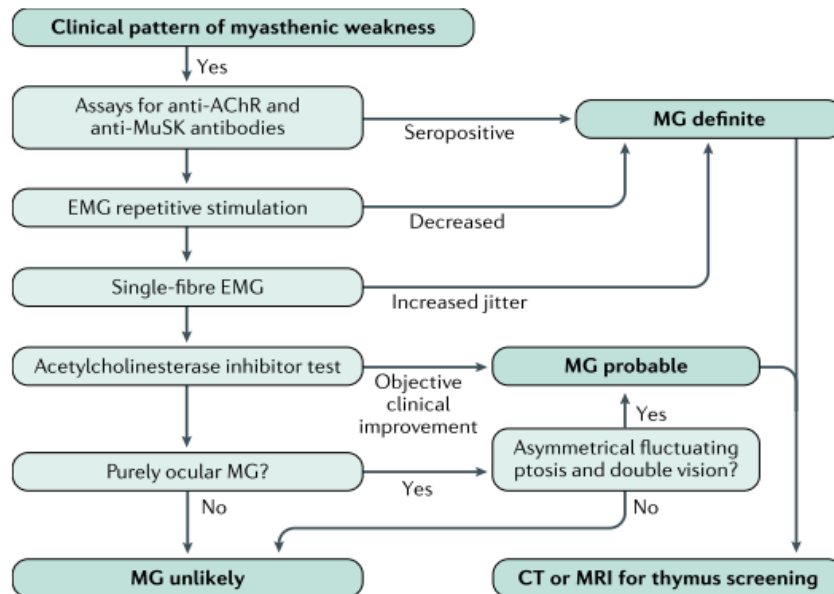 Clinical pattern of myasthenic weakness
Yes
Assays for anti-AChR and
anti-MuSK antibodies
Seropositive
MG definite
EMG repetitive stimulation
Decreased
Single-fibre EMG
Increased jitter
Acetylcholinesterase inhibitor test
Objective
clinical
improvement
MG probable
Yes
Purely ocular MG?
Yes
Asymmetrical fluctuating
ptosis and double vision?
No
No
MG unlikely
CT or MRI for thymus screening